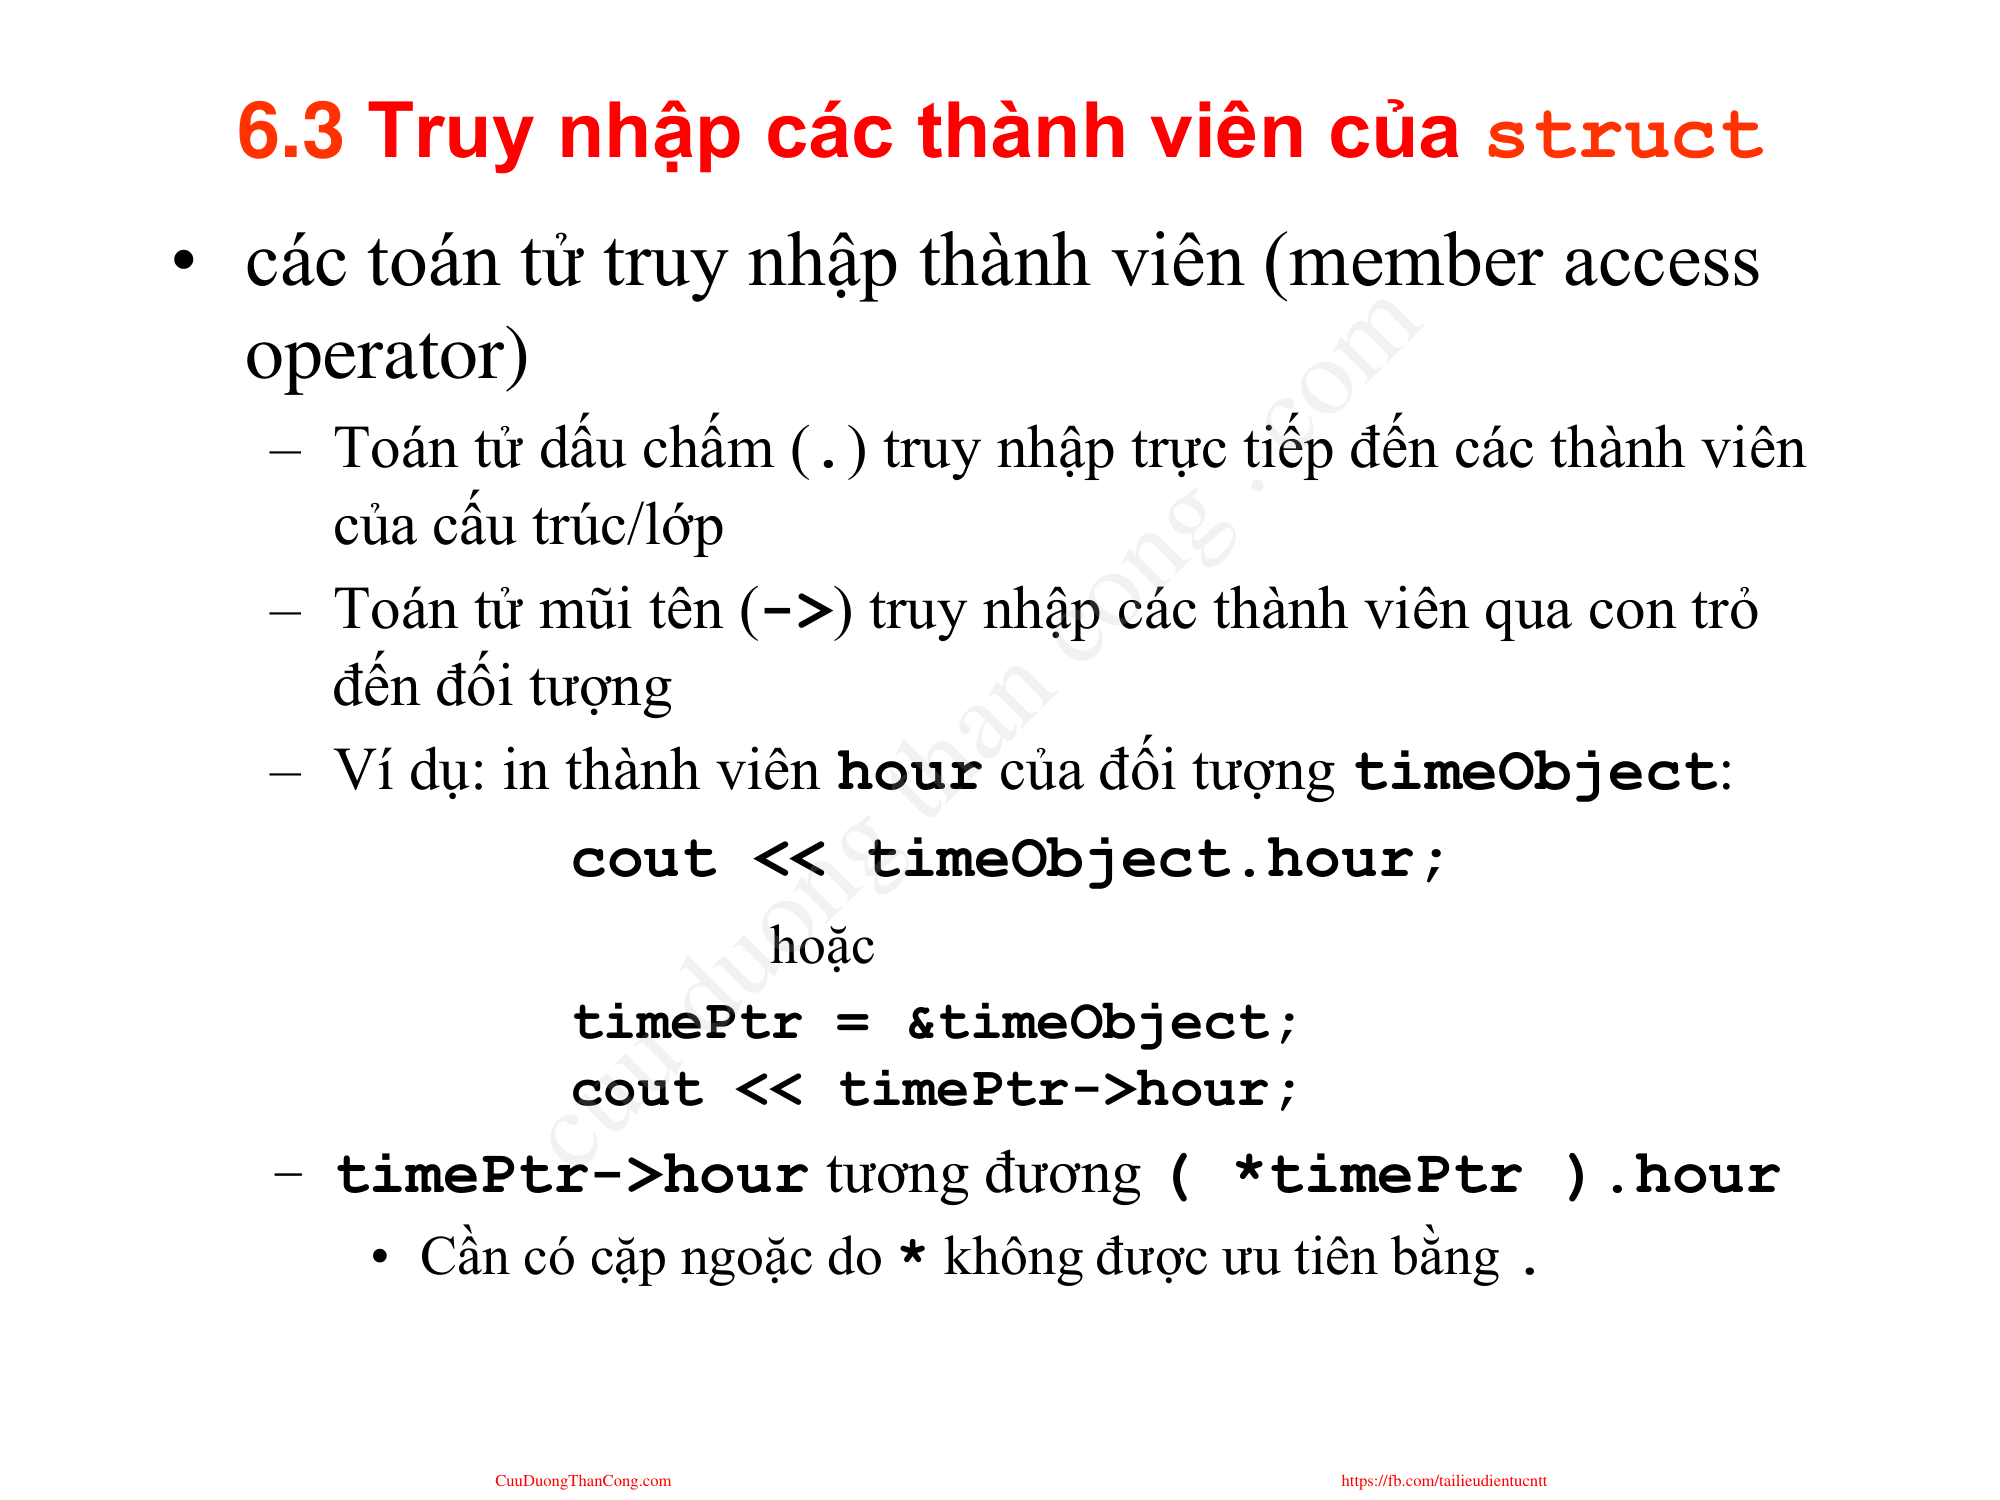 6.3 Truy nhập các thành viên của struct
• các toán tử truy nhập thành viên (member access
operator)
– Toán tử dấu chấm (.) truy nhập trực tiếp đến các thành viên
của cấu trúc/lớp
– Toán tử mũi tên (->) truy nhập các thành viên qua con trỏ
đến đối tượng
– Ví dụ: in thành viên hour của đối tượng timeObject:
cout << timeObject.hour;
hoặc
timePtr = &timeObject;
cout << timePtr->hour;
– timePtr->hour tương đương ( *timePtr ).hour
• Cần có cặp ngoặc do * không được ưu tiên bằng .
cuu duong than cong . com
CuuDuongThanCong.com
https://fb.com/tailieudientucntt